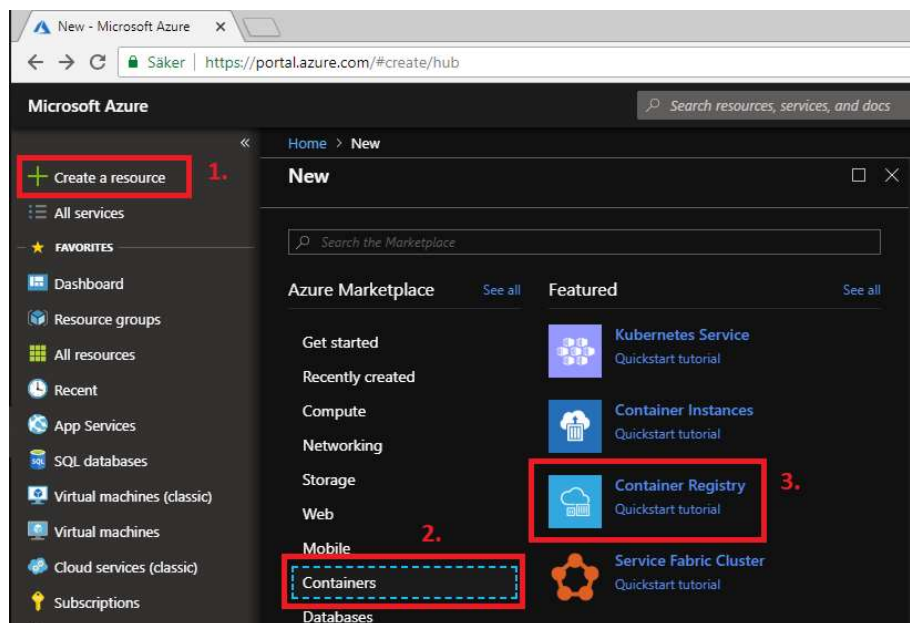 New - Microsoft Azure
Säker | https://portal.azure.com/#create/hub
Microsoft Azure
Search resources, services, and docs
Create a resource
1.
All services
FAVORITES
Dashboard
Resource groups
All resources
Recent
App Services
SQL databases
Virtual machines (classic)
Virtual machines
Cloud services (classic)
Subscriptions
Home > New
New
Search the Marketplace
Azure Marketplace See all
Get started
Recently created
Compute
Networking
Storage
Web
Mobile
2.
Containers
Databases
Featured See all
Kubernetes Service
Quickstart tutorial
Container Instances
Quickstart tutorial
Container Registry
Quickstart tutorial
3.
Service Fabric Cluster
Quickstart tutorial